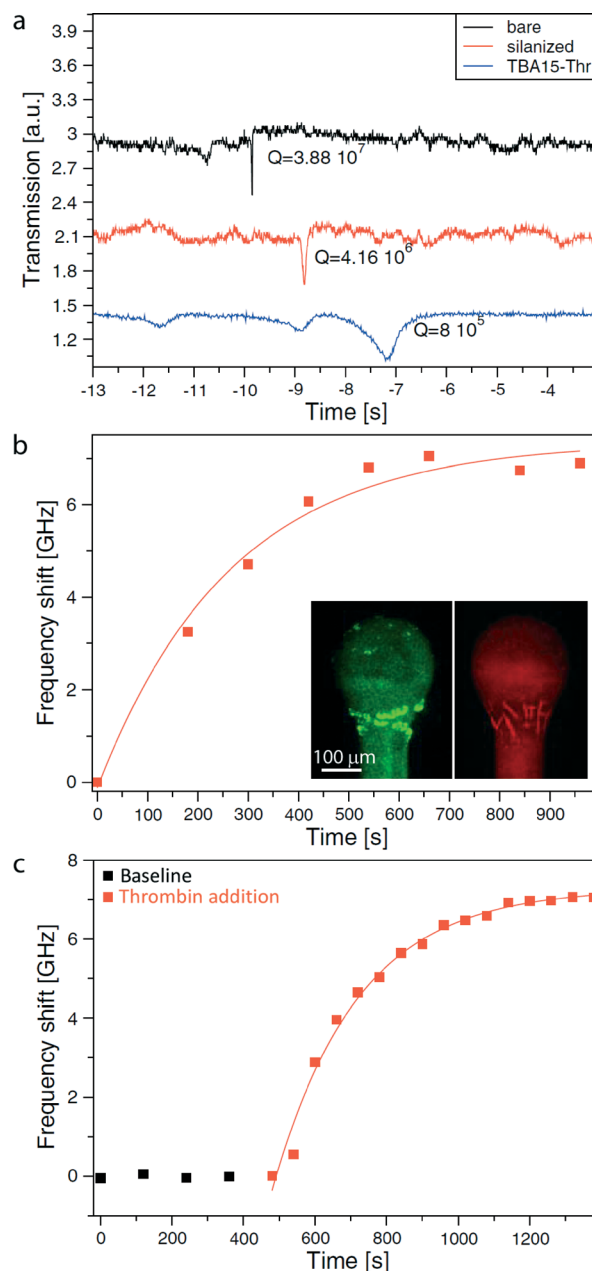 a
3.9
3.6
3.3
3
2.7
2.4
2.1
1.8
1.5
1.2
Transmission [a.u.]
bare
silanized
TBA15-Thr
Q=3.88 10^7
Q=4.16 10^6
Q=8 10^5
-13 -12 -11 -10 -9 -8 -7 -6 -5 -4
Time [s]
b
6
4
2
0
Frequency shift [GHz]
100 μm
0 100 200 300 400 500 600 700 800 900
Time [s]
c
8
6
4
2
0
Frequency shift [GHz]
Baseline
Thrombin addition
0 200 400 600 800 1000 1200
Time [s]